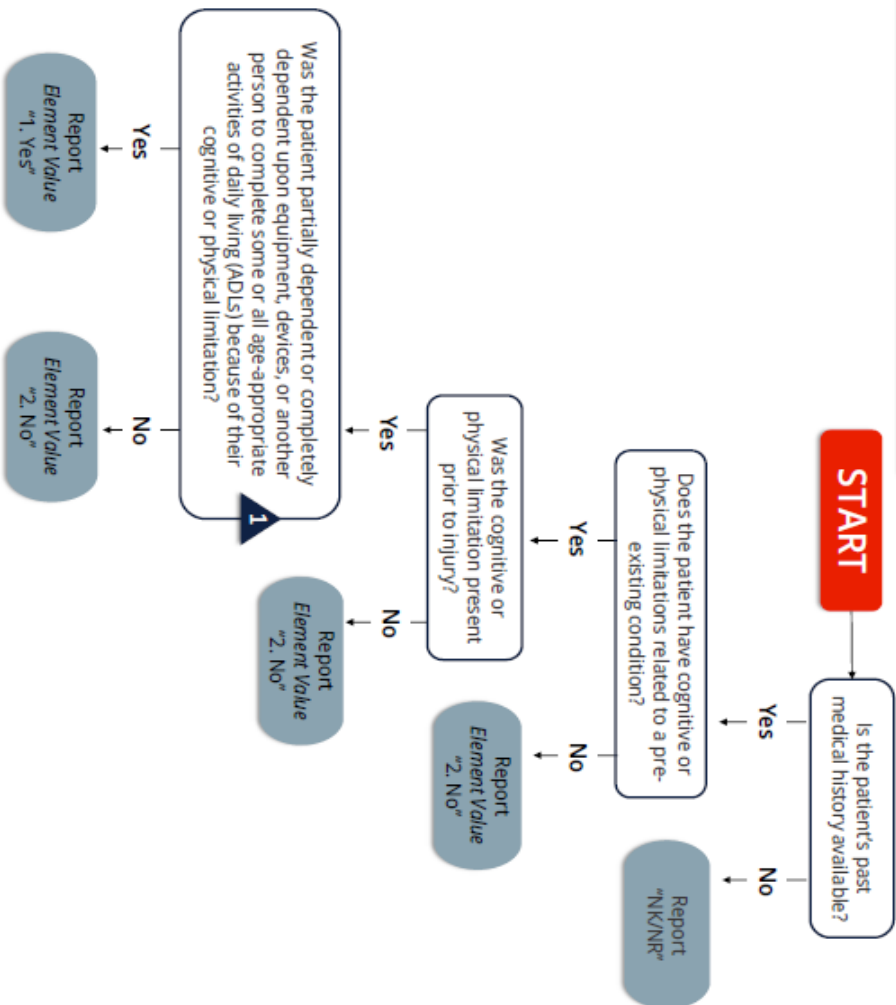 START
Is the patient's past
medical history available?
Yes
No
Report
"NK/NR"
Does the patient have cognitive or
physical limitations related to a pre-
existing condition?
Yes
No
Report
Element Value
"2. No"
Was the cognitive or
physical limitation present
prior to injury?
Yes
No
Report
Element Value
"2. No"
Was the patient partially dependent or completely
dependent upon equipment, devices, or another
person to complete some or all age-appropriate
activities of daily living (ADLs) because of their
cognitive or physical limitation?
1
Yes
No
Report
Element Value
"1. Yes"
Report
Element Value
"2. No"